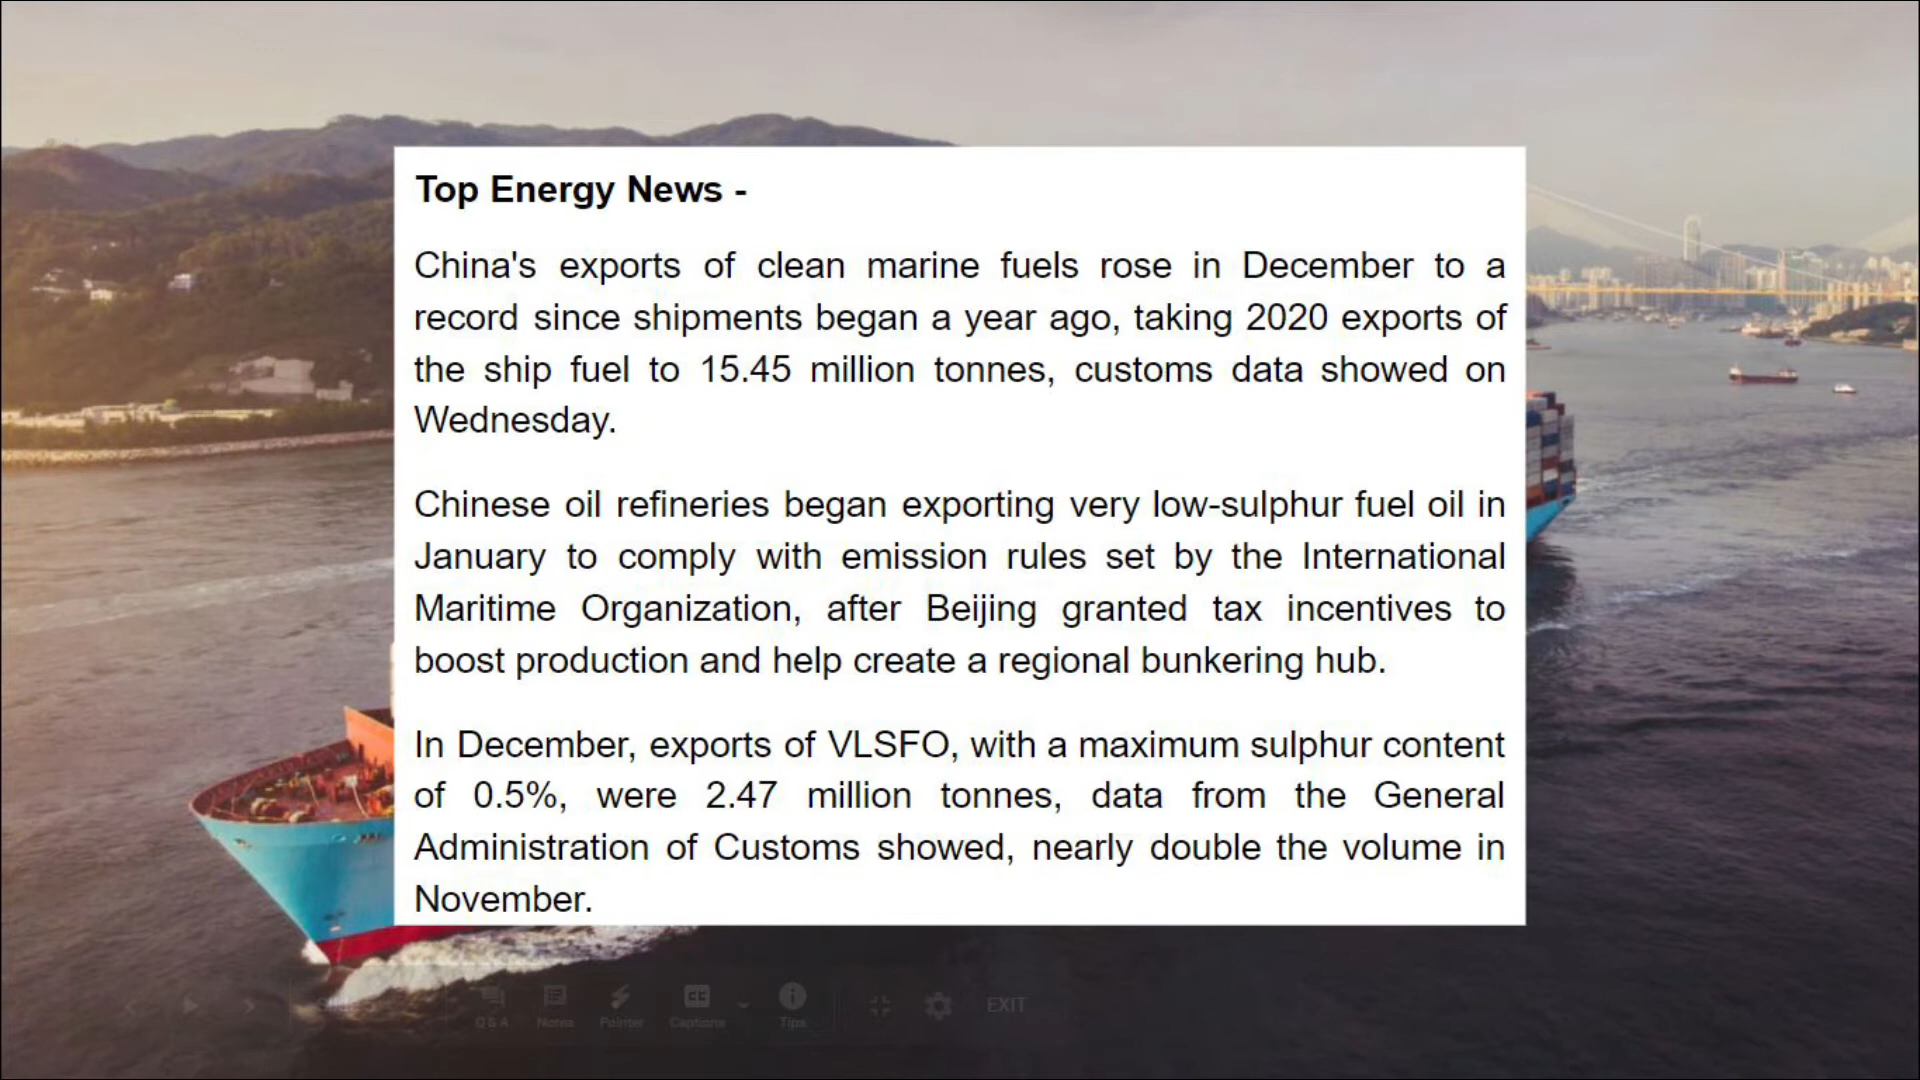 Top Energy News -
China's exports of clean marine fuels rose in December to a
record since shipments began a year ago, taking 2020 exports of
the ship fuel to 15.45 million tonnes, customs data showed on
Wednesday.
Chinese oil refineries began exporting very low-sulphur fuel oil in
January to comply with emission rules set by the International
Maritime Organization, after Beijing granted tax incentives to
boost production and help create a regional bunkering hub.
In December, exports of VLSFO, with a maximum sulphur content
of 0.5%, were 2.47 million tonnes, data from the General
Administration of Customs showed, nearly double the volume in
November.
CC
EXIT
Q&A Notes Pointer Captions Tips